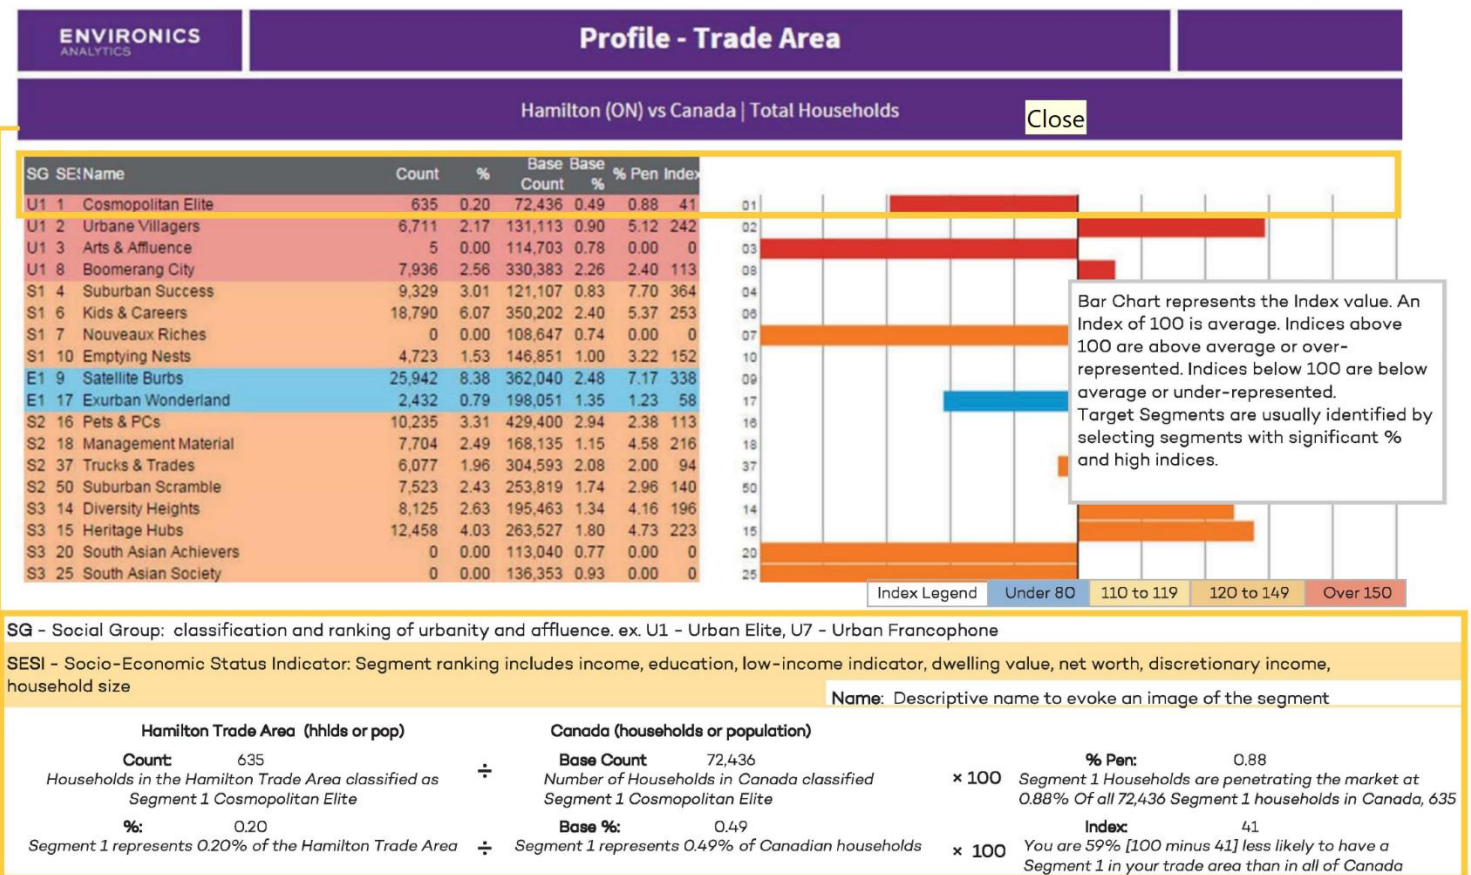 ENVIRONICS
ANALYTICS
Profile - Trade Area
Hamilton (ON) vs Canada | Total Households
Close
SG SESI Name Count % Base Count Base % % Pen Index
U1 1 Cosmopolitan Elite 635 0.20 72,436 0.49 0.88 41 01
U1 2 Urbane Villagers 6,711 2.17 131,113 0.90 5.12 242 02
U1 3 Arts & Affluence 5 0.00 114,703 0.78 0.00 0 03
U1 8 Boomerang City 7,936 2.56 330,383 2.26 2.40 113 08
S1 4 Suburban Success 9,329 3.01 121,107 0.83 7.70 364 04
S1 6 Kids & Careers 18,790 6.07 350,202 2.40 5.37 253 06
S1 7 Nouveaux Riches 0 0.00 108,647 0.74 0.00 0 07
S1 10 Emptying Nests 4,723 1.53 146,851 1.00 3.22 152 10
E1 9 Satellite Burbs 25,942 8.38 362,040 2.48 7.17 338 09
E1 17 Exurban Wonderland 2,432 0.79 198,051 1.35 1.23 58 17
S2 16 Pets & PCs 10,235 3.31 429,400 2.94 2.38 113 16
S2 18 Management Material 7,704 2.49 168,135 1.15 4.58 216 18
S2 37 Trucks & Trades 6,077 1.96 304,593 2.08 2.00 94 37
S2 50 Suburban Scramble 7,523 2.43 253,819 1.74 2.96 140 50
S3 14 Diversity Heights 8,125 2.63 195,463 1.34 4.16 196 14
S3 15 Heritage Hubs 12,458 4.03 263,527 1.80 4.73 223 15
S3 20 South Asian Achievers 0 0.00 113,040 0.77 0.00 0 20
S3 25 South Asian Society 0 0.00 136,353 0.93 0.00 0 25
Bar Chart represents the Index value. An
Index of 100 is average. Indices above
100 are above average or over-
represented. Indices below 100 are below
average or under-represented.
Target Segments are usually identified by
selecting segments with significant %
and high indices.
Index Legend Under 80 110 to 119 120 to 149 Over 150
SG - Social Group: classification and ranking of urbanity and affluence. ex. U1 - Urban Elite, U7 - Urban Francophone
SESI - Socio-Economic Status Indicator: Segment ranking includes income, education, low-income indicator, dwelling value, net worth, discretionary income,
household size
Name: Descriptive name to evoke an image of the segment
Hamilton Trade Area (hhlds or pop)
Count: 635
Households in the Hamilton Trade Area classified as
Segment 1 Cosmopolitan Elite
÷
Canada (households or population)
Base Count 72,436
Number of Households in Canada classified
Segment 1 Cosmopolitan Elite
× 100
% Pen: 0.88
Segment 1 Households are penetrating the market at
0.88% Of all 72,436 Segment 1 households in Canada, 635
%: 0.20
Segment 1 represents 0.20% of the Hamilton Trade Area
÷
Base %: 0.49
Segment 1 represents 0.49% of Canadian households
× 100
Index: 41
You are 59% [100 minus 41] less likely to have a
Segment 1 in your trade area than in all of Canada